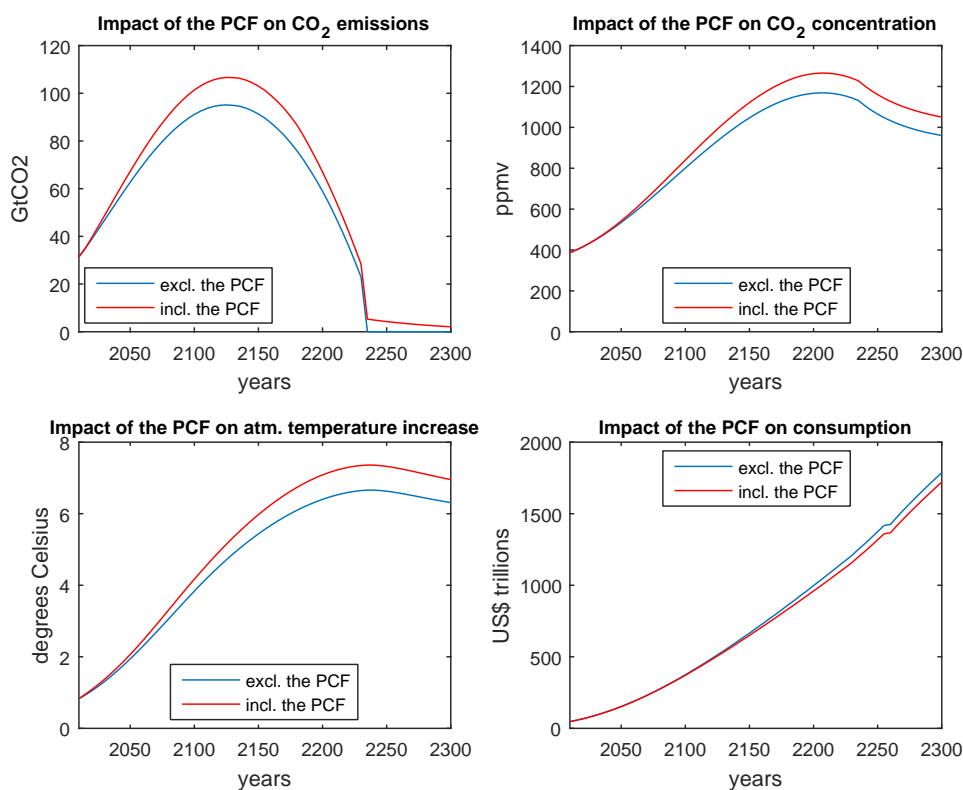 Impact of the PCF on CO2 emissions
120
100
80
60
40
20
0
GtCO2
excl. the PCF
incl. the PCF
2050 2100 2150 2200 2250 2300
years
Impact of the PCF on CO2 concentration
1400
1200
1000
800
600
400
200
0
ppmv
excl. the PCF
incl. the PCF
2050 2100 2150 2200 2250 2300
years
Impact of the PCF on atm. temperature increase
8
6
4
2
0
degrees Celsius
excl. the PCF
incl. the PCF
2050 2100 2150 2200 2250 2300
years
Impact of the PCF on consumption
2000
1500
1000
500
0
US$ trillions
excl. the PCF
incl. the PCF
2050 2100 2150 2200 2250 2300
years